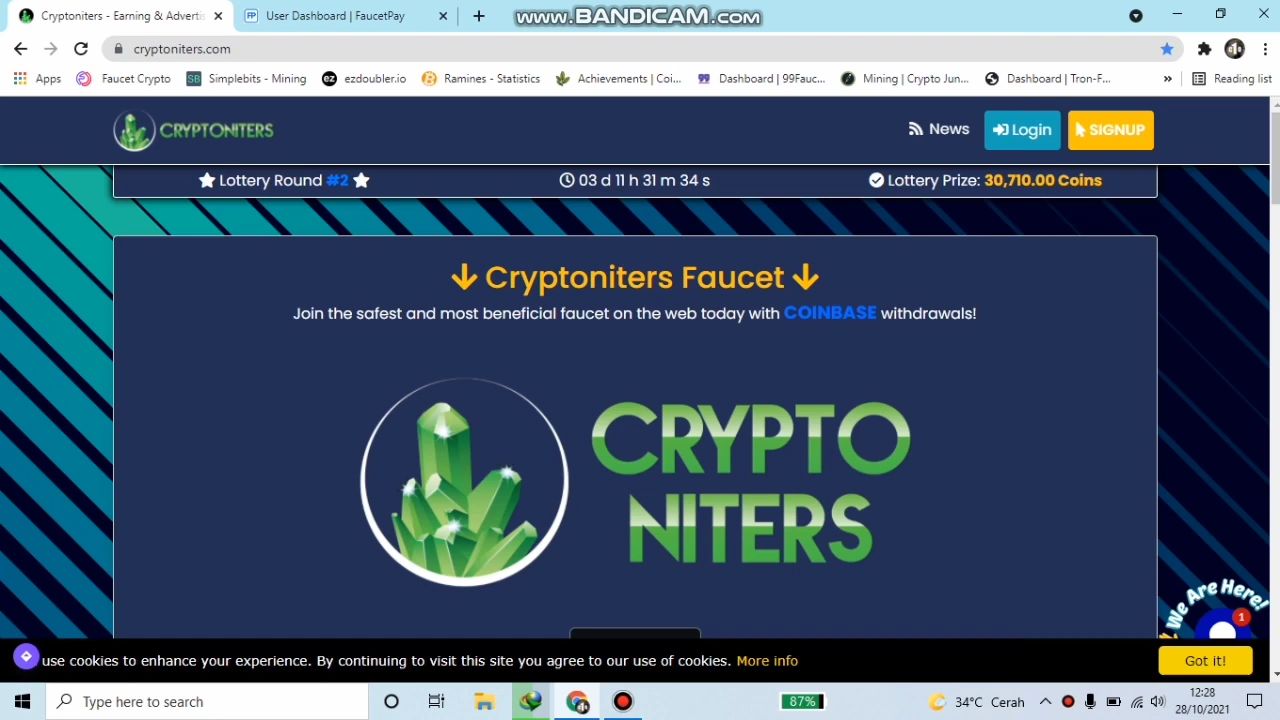 www.BANDICAM.com
Cryptoniters - Earning & Advertis
User Dashboard | FaucetPay
cryptoniters.com
Apps
Faucet Crypto
Simplebits - Mining
ezdoubler.io
Ramines - Statistics
Achievements | Coi...
Dashboard | 99Fauc...
Mining | Crypto Jun...
Dashboard | Tron-F...
»
Reading list
CRYPTONITERS
News
Login
SIGNUP
Lottery Round #2
03 d 11 h 31 m 34 s
Lottery Prize: 30,710.00 Coins
Cryptoniters Faucet
Join the safest and most beneficial faucet on the web today with COINBASE withdrawals!
CRYPTO
NITERS
We Are Here!
1
use cookies to enhance your experience. By continuing to visit this site you agree to our use of cookies. More info
Got it!
Type here to search
87%
34°C Cerah
12:28
28/10/2021